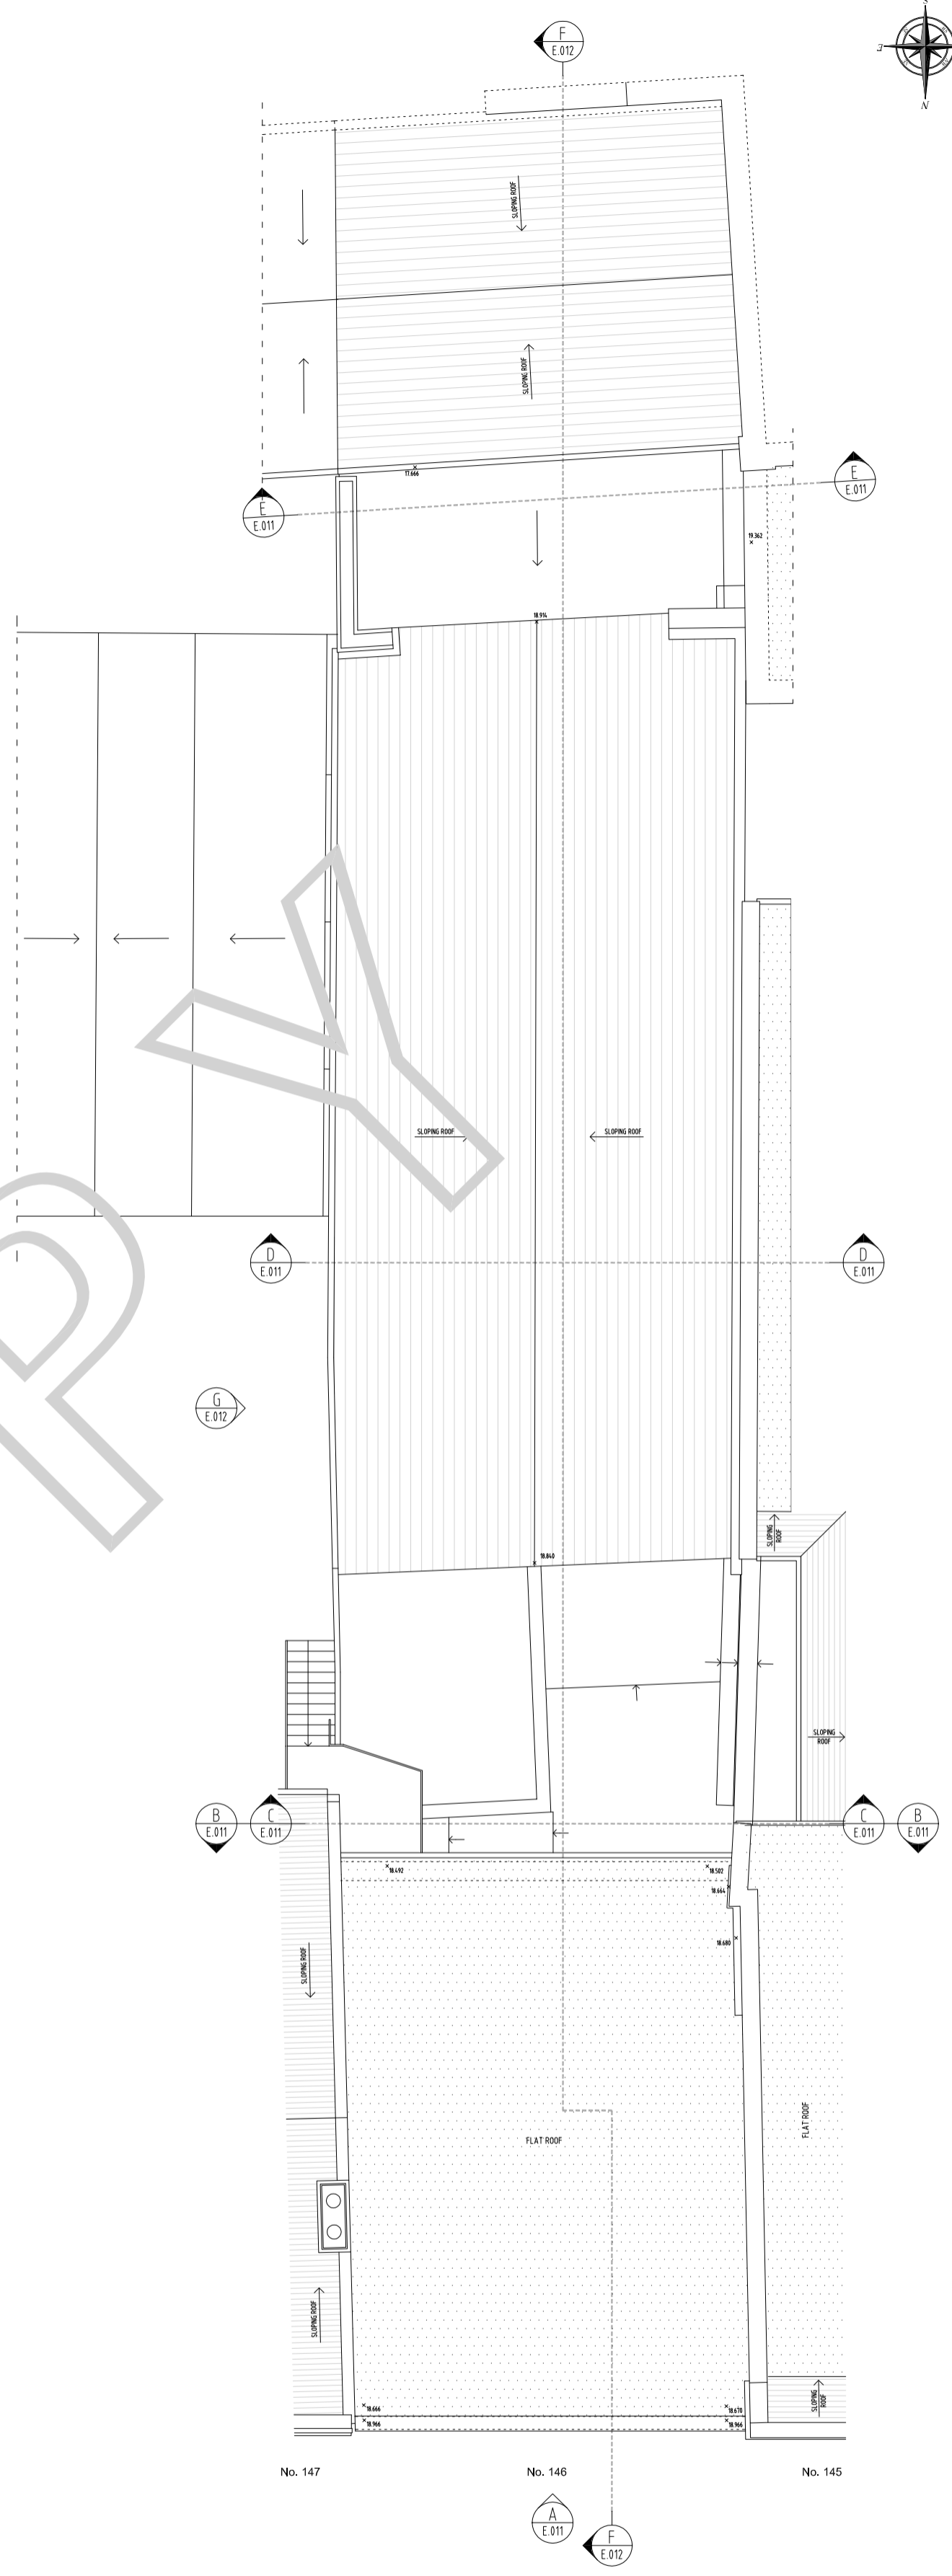 S
E
N
F
E.012
SLOPING ROOF
SLOPING ROOF
17.666
E
E.011
E
E.011
19.362
18.914
SLOPING ROOF
SLOPING ROOF
D
E.011
D
E.011
G
E.012
SLOPING
ROOF
18.840
SLOPING
ROOF
B
E.011
C
E.011
C
E.011
B
E.011
18.492
18.502
18.664
18.680
SLOPING ROOF
FLAT ROOF
FLAT ROOF
SLOPING ROOF
SLOPING
ROOF
18.666
18.670
18.966
18.966
No. 147
No. 146
No. 145
A
E.011
F
E.012
P Y